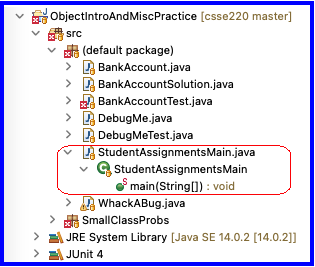 ObjectIntroAndMiscPractice [csse220 master]
src
(default package)
BankAccount.java
BankAccountSolution.java
BankAccountTest.java
DebugMe.java
DebugMeTest.java
StudentAssignmentsMain.java
StudentAssignmentsMain
main(String[]) : void
WhackABug.java
SmallClassProbs
JRE System Library [Java SE 14.0.2 [14.0.2]]
JUnit 4